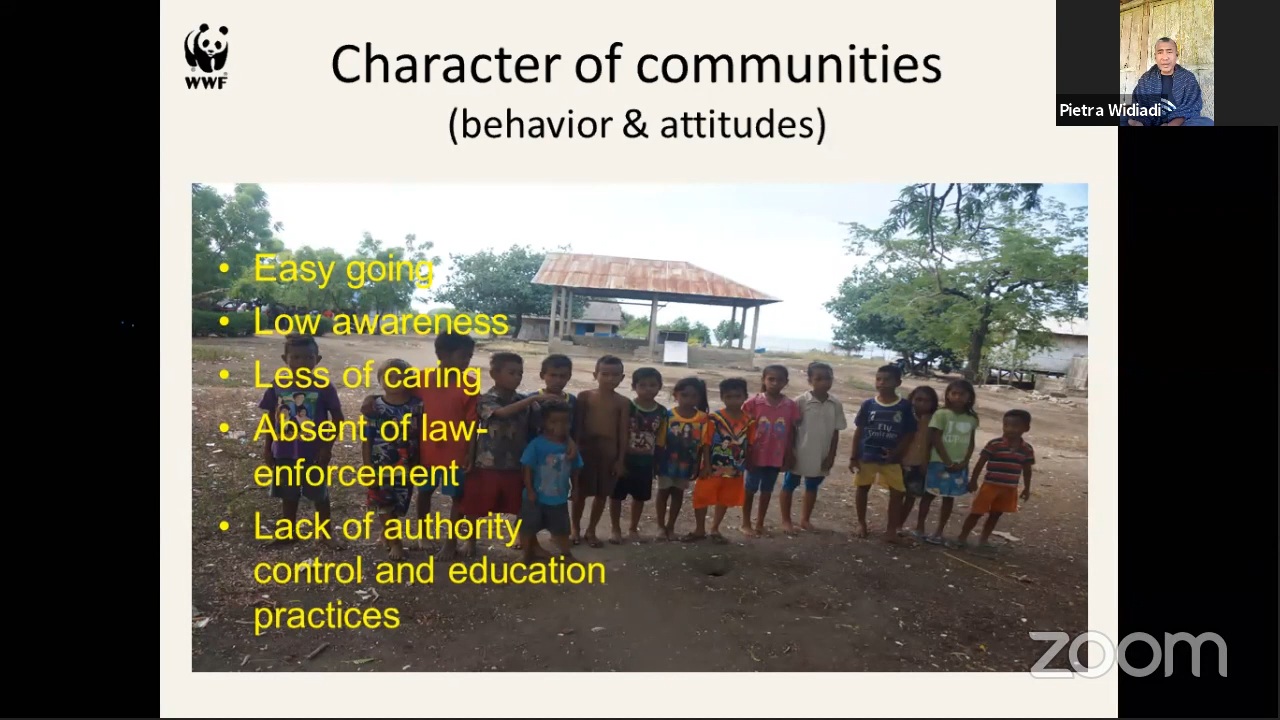 WWF
Character of communities
(behavior & attitudes)
Pietra Widiadi
• Easy going
• Low awareness
• Less of caring
• Absent of law-
enforcement
• Lack of authority
control and education
practices
zoom